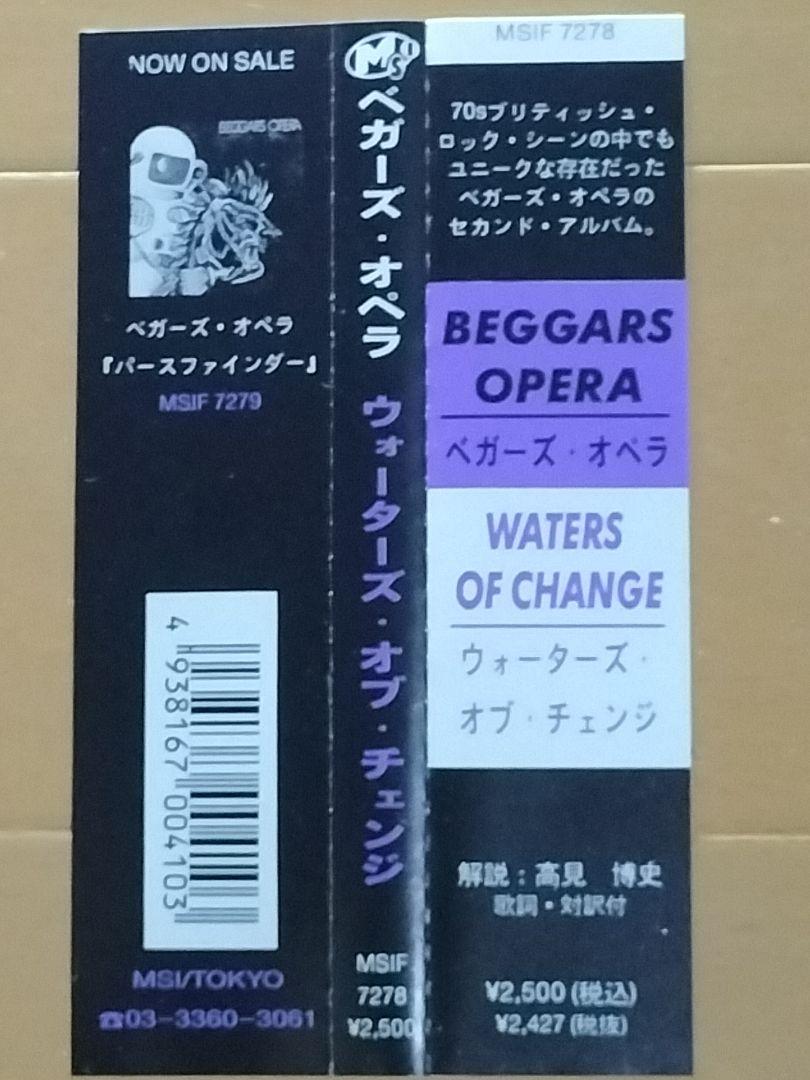 NOW ON SALE
BEGGARS OPERA
ベガーズ・オペラ
『パースファインダー』
MSIF 7279
4 938167 004103
MSI/TOKYO
☎03-3360-3061
MSI
ベガーズ・オペラ ウォーターズ・オブ・チェンジ
MSIF
7278
¥2,500
MSIF 7278
70sブリティッシュ・
ロック・シーンの中でも
ユニークな存在だった
ベガーズ・オペラの
セカンド・アルバム。
BEGGARS
OPERA
ベガーズ・オペラ
WATERS
OF CHANGE
ウォーターズ・
オブ・チェンジ
解説：高見 博史
歌詞・対訳付
¥2,500 (税込)
¥2,427 (税抜)